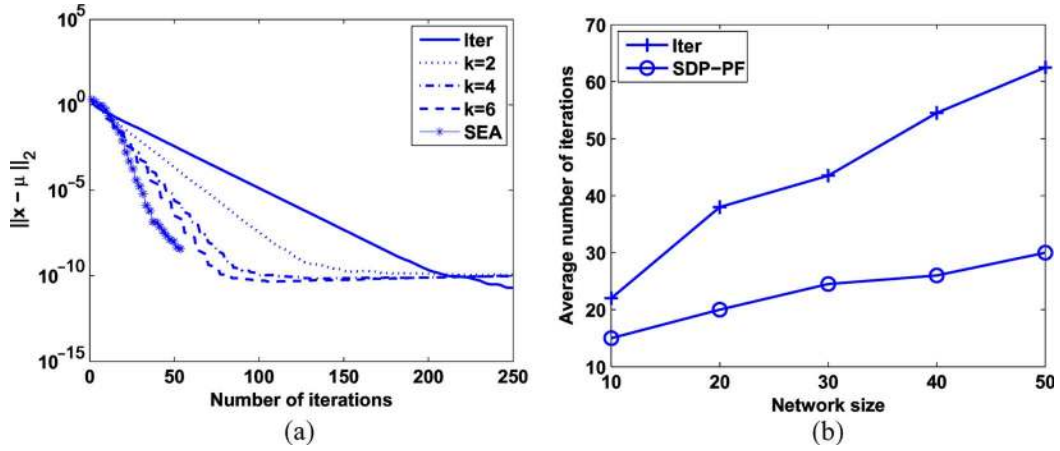 10^5
10^0
10^-5
10^-10
10^-15
||x − μ||_2
0 50 100 150 200 250
Number of iterations
Iter
k=2
k=4
k=6
SEA
(a)
70
60
50
40
30
20
10
Average number of iterations
10 20 30 40 50
Network size
Iter
SDP−PF
(b)